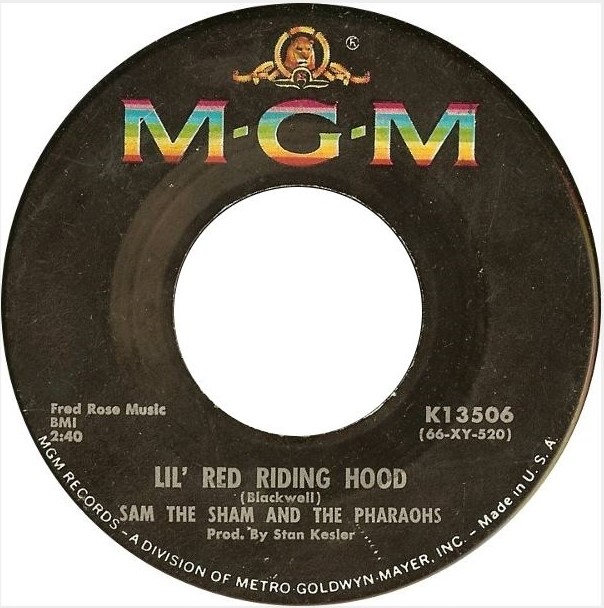 M·G·M
Fred Rose Music
BMI
2:40
K13506
(66-XY-520)
LIL' RED RIDING HOOD
(Blackwell)
SAM THE SHAM AND THE PHARAOHS
Prod. By Stan Kesler
MGM RECORDS – A DIVISION OF METRO-GOLDWYN-MAYER, INC. – Made in U. S. A.